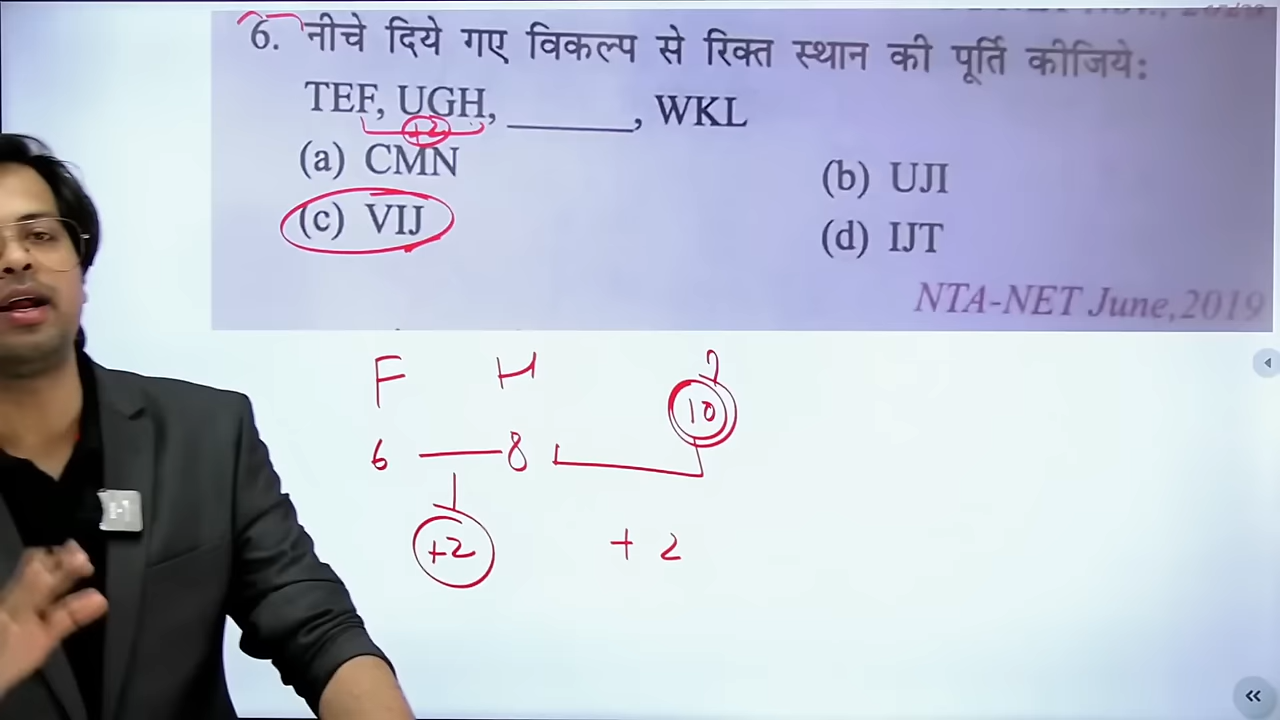 6. नीचे दिये गए विकल्प से रिक्त स्थान की पूर्ति कीजिये:
TEF, UGH, ______, WKL
+2
(a) CMN
(b) UJI
(c) VIJ
(d) IJT
NTA-NET June,2019
F H J
10
6 8
+2 + 2